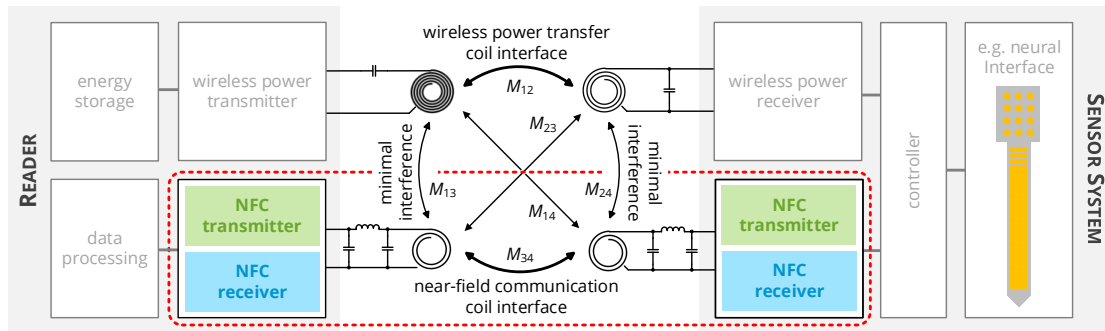 READER
energy
storage
wireless power
transmitter
data
processing
NFC
transmitter
NFC
receiver
wireless power transfer
coil interface
M12
M23
minimal
interference
M13
M24
minimal
interference
M14
M34
near-field communication
coil interface
wireless power
receiver
NFC
transmitter
NFC
receiver
controller
e.g. neural
Interface
SENSOR SYSTEM